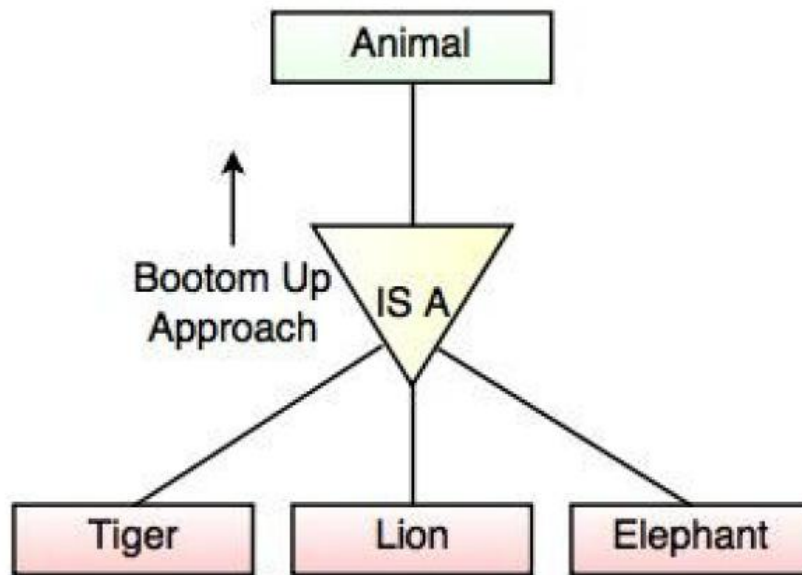 Animal
Bootom Up
Approach
IS A
Tiger
Lion
Elephant